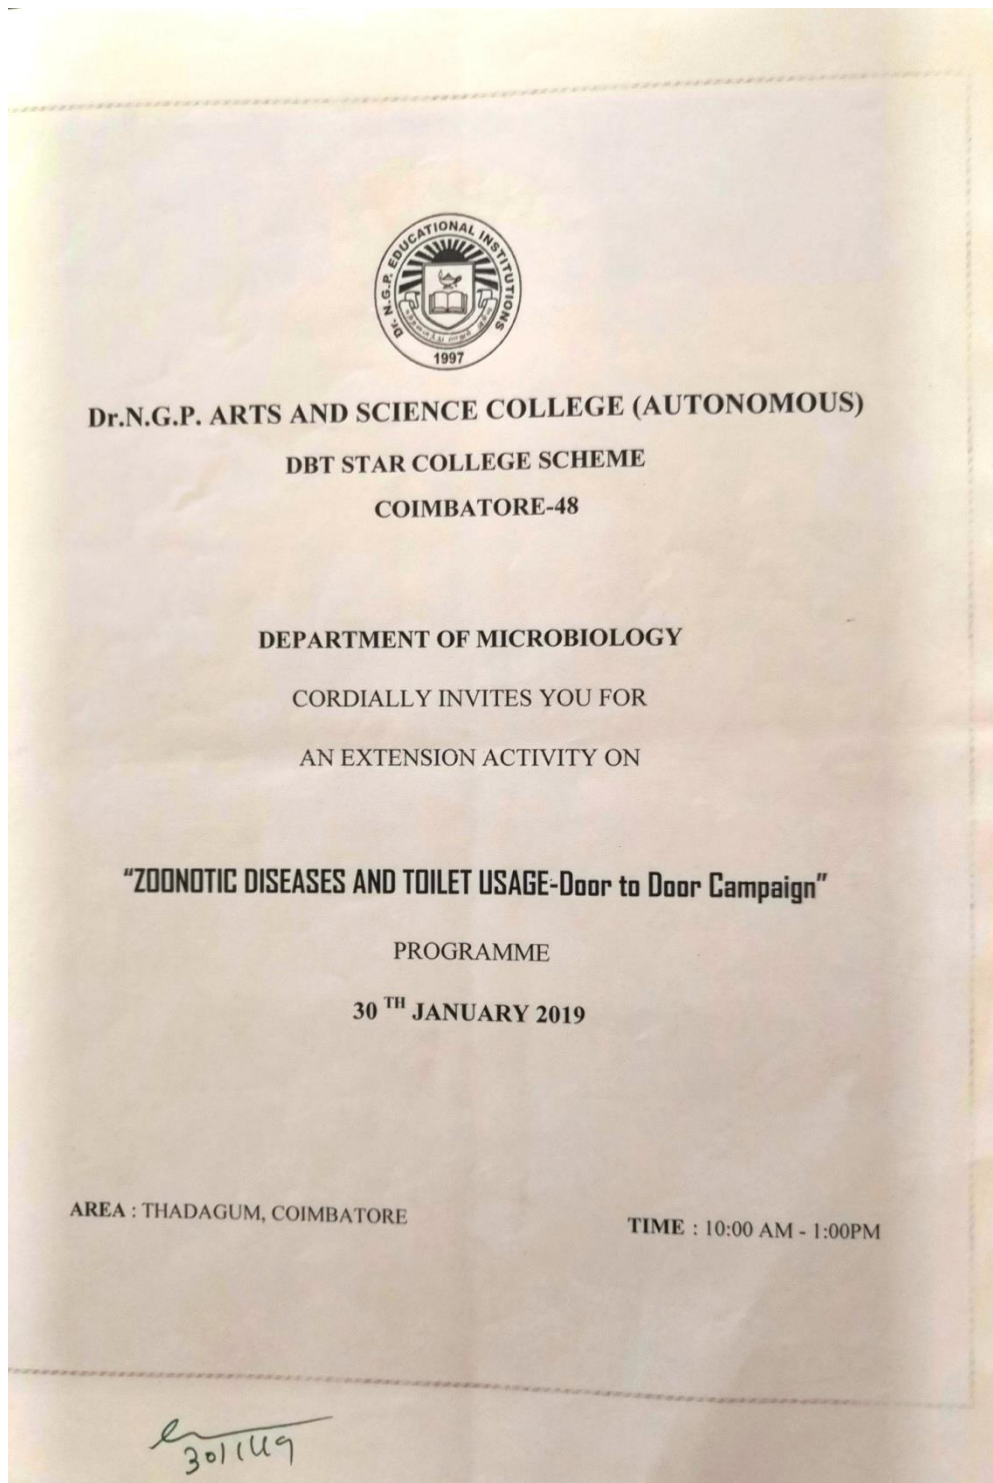 Dr. N.G.P. EDUCATIONAL INSTITUTIONS
1997
Dr.N.G.P. ARTS AND SCIENCE COLLEGE (AUTONOMOUS)
DBT STAR COLLEGE SCHEME
COIMBATORE-48
DEPARTMENT OF MICROBIOLOGY
CORDIALLY INVITES YOU FOR
AN EXTENSION ACTIVITY ON
“ZOONOTIC DISEASES AND TOILET USAGE-Door to Door Campaign”
PROGRAMME
30 TH JANUARY 2019
AREA : THADAGUM, COIMBATORE
TIME : 10:00 AM - 1:00PM
30/1/19